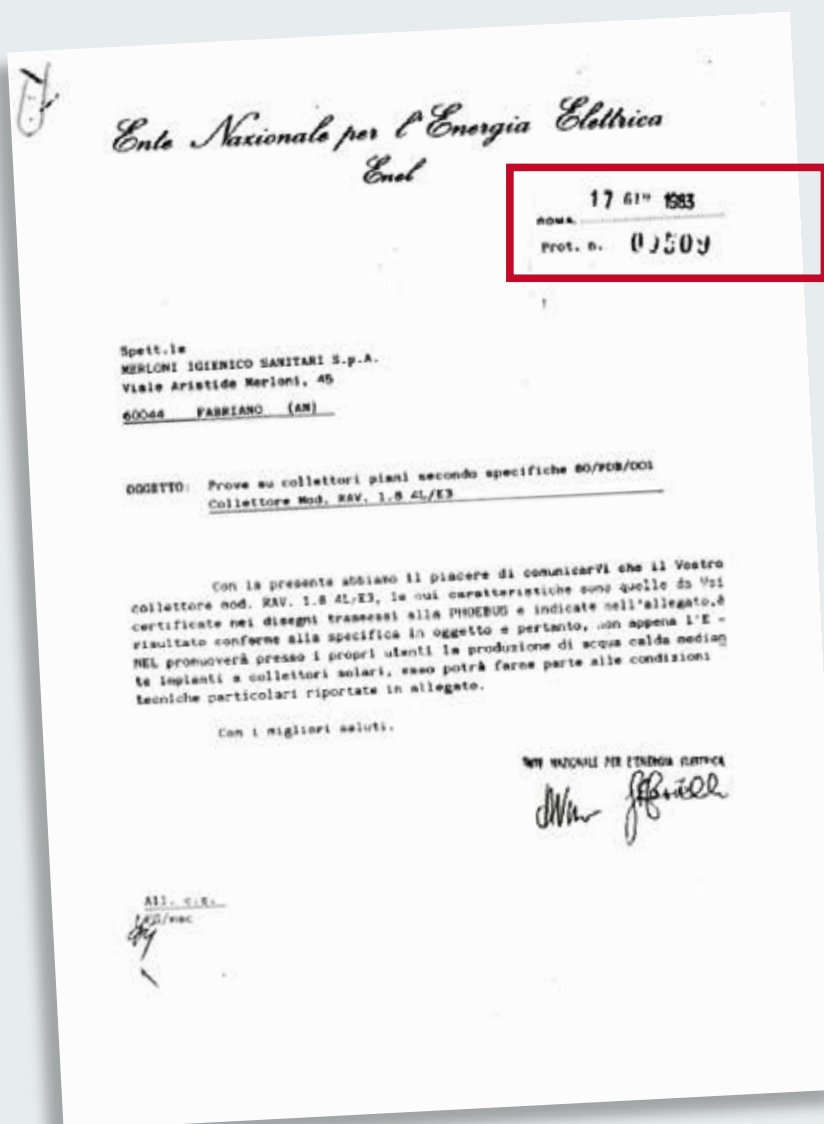 Ente Nazionale per l'Energia Elettrica
Enel
17 GIU 1983
ROMA,
Prot. n.
Spett.le
MERLONI IGIENICO SANITARI S.p.A.
Viale Aristide Merloni, 45
60044 FABRIANO (AN)
OGGETTO: Prove su collettori piani secondo specifiche 80/PDB/001
Collettore Mod. RAV. 1.8 4L/E3
Con la presente abbiamo il piacere di comunicarVi che il Vostro
collettore mod. RAV. 1.8 4L/E3, le cui caratteristiche sono quelle da Voi
certificate nei disegni trasmessi alla PHOEBUS e indicate nell'allegato,è
risultato conforme alla specifica in oggetto e pertanto, non appena l'E -
NEL promuoverà presso i propri utenti la produzione di acqua calda median
te impianti a collettori solari, esso potrà farne parte alle condizioni
tecniche particolari riportate in allegato.
Con i migliori saluti.
ENTE NAZIONALE PER L'ENERGIA ELETTRICA
All. c.s.